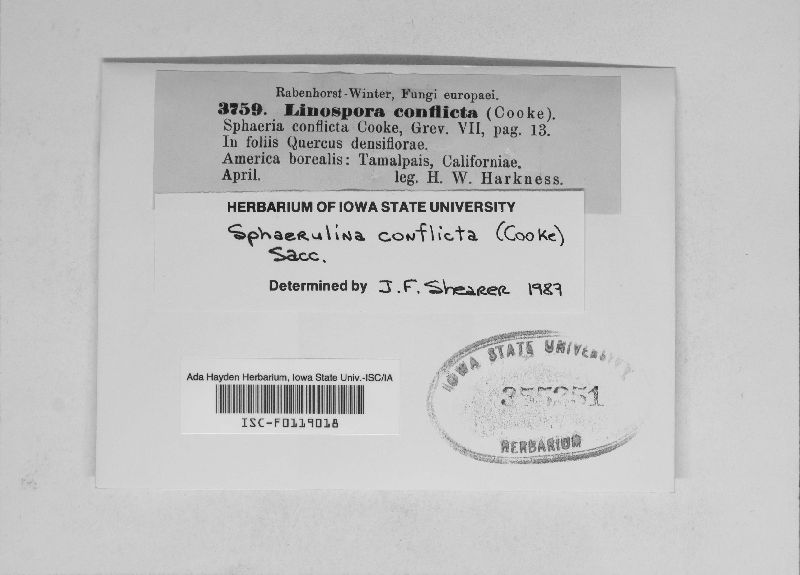 Rabenhorst-Winter, Fungi europaei.
3759. Linospora conflicta (Cooke).
Sphaeria conflicta Cooke, Grev. VII, pag. 13.
In foliis Quercus densiflorae.
America borealis: Tamalpais, Californiae.
April. leg. H. W. Harkness.
HERBARIUM OF IOWA STATE UNIVERSITY
Sphaerulina conflicta (Cooke)
Sacc.
Determined by J.F. Shearer 1987
Ada Hayden Herbarium, Iowa State Univ.-ISC/IA
ISC-F0119018
IOWA STATE UNIVERSITY
355351
HERBARIUM